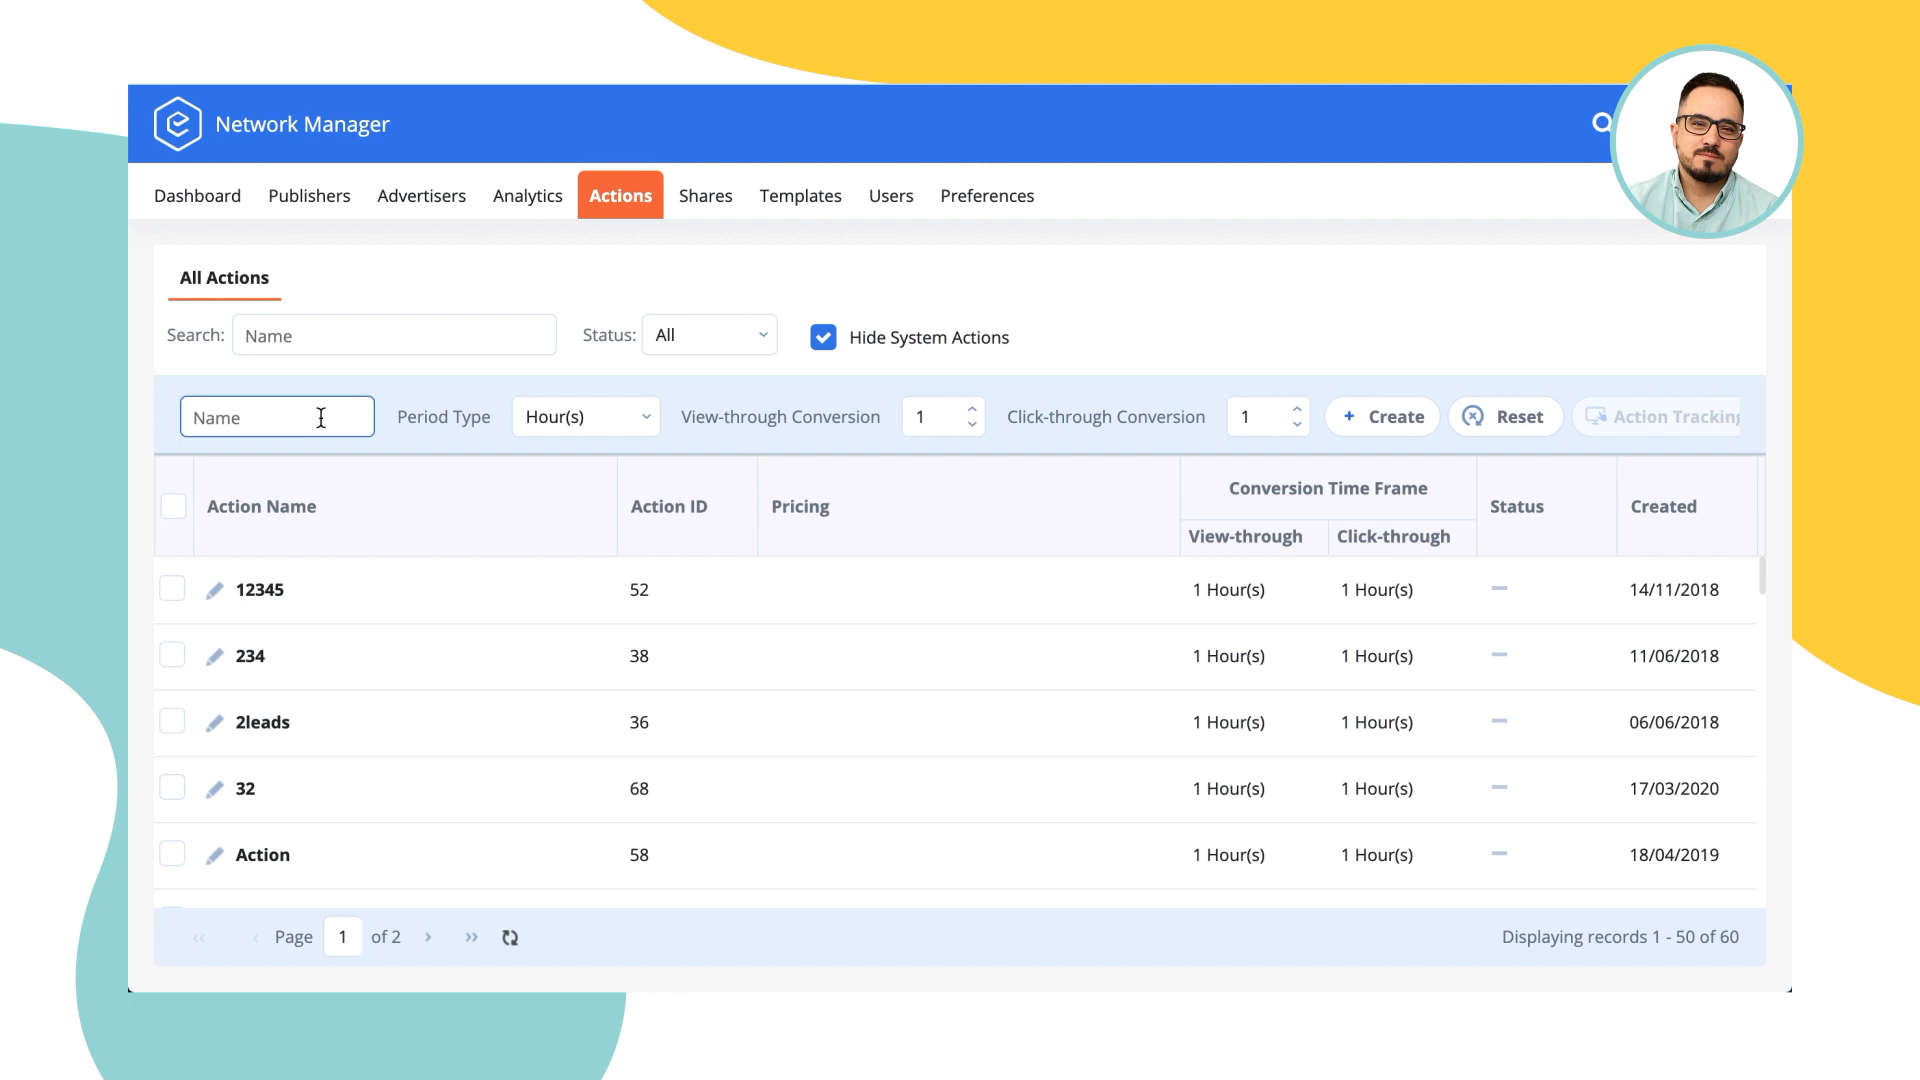 Network Manager
Dashboard Publishers Advertisers Analytics Actions Shares Templates Users Preferences
All Actions
Search: Name Status: All Hide System Actions
Name Period Type Hour(s) View-through Conversion 1 Click-through Conversion 1 + Create Reset Action Tracking
Action Name Action ID Pricing Conversion Time Frame Status Created
View-through Click-through
12345 52 1 Hour(s) 1 Hour(s) 14/11/2018
234 38 1 Hour(s) 1 Hour(s) 11/06/2018
2leads 36 1 Hour(s) 1 Hour(s) 06/06/2018
32 68 1 Hour(s) 1 Hour(s) 17/03/2020
Action 58 1 Hour(s) 1 Hour(s) 18/04/2019
Page 1 of 2 Displaying records 1 - 50 of 60